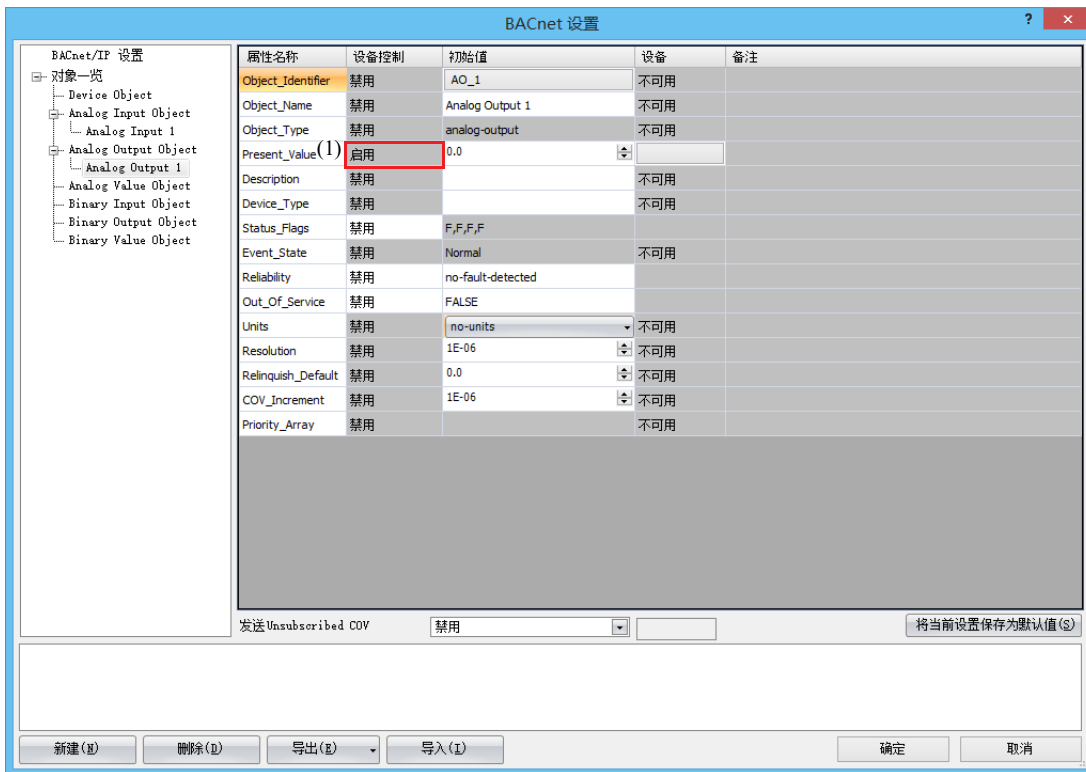 BACnet 设置
?
×
BACnet/IP 设置
对象一览
Device Object
Analog Input Object
Analog Input 1
Analog Output Object
Analog Output 1
Analog Value Object
Binary Input Object
Binary Output Object
Binary Value Object
属性名称 设备控制 初始值 设备 备注
Object_Identifier 禁用 AO_1 不可用
Object_Name 禁用 Analog Output 1 不可用
Object_Type 禁用 analog-output 不可用
Present_Value (1) 启用 0.0
Description 禁用 不可用
Device_Type 禁用 不可用
Status_Flags 禁用 F,F,F,F
Event_State 禁用 Normal 不可用
Reliability 禁用 no-fault-detected
Out_Of_Service 禁用 FALSE
Units 禁用 no-units 不可用
Resolution 禁用 1E-06 不可用
Relinquish_Default 禁用 0.0 不可用
COV_Increment 禁用 1E-06 不可用
Priority_Array 禁用 不可用
发送Unsubscribed COV 禁用 将当前设置保存为默认值(S)
新建(N) 删除(D) 导出(E) 导入(I) 确定 取消